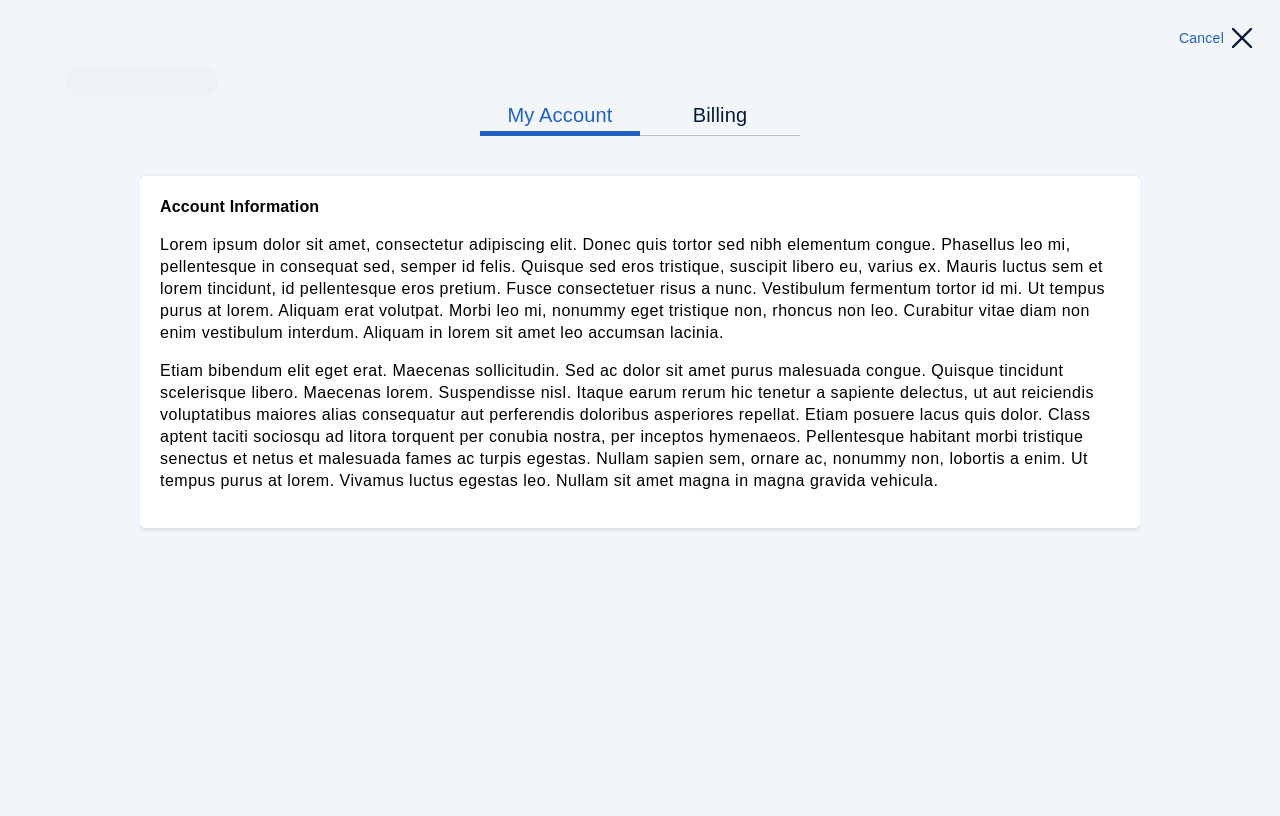 Cancel
OPEN OVERLAY
My Account
Billing
Account Information
Lorem ipsum dolor sit amet, consectetur adipiscing elit. Donec quis tortor sed nibh elementum congue. Phasellus leo mi,
pellentesque in consequat sed, semper id felis. Quisque sed eros tristique, suscipit libero eu, varius ex. Mauris luctus sem et
lorem tincidunt, id pellentesque eros pretium. Fusce consectetuer risus a nunc. Vestibulum fermentum tortor id mi. Ut tempus
purus at lorem. Aliquam erat volutpat. Morbi leo mi, nonummy eget tristique non, rhoncus non leo. Curabitur vitae diam non
enim vestibulum interdum. Aliquam in lorem sit amet leo accumsan lacinia.
Etiam bibendum elit eget erat. Maecenas sollicitudin. Sed ac dolor sit amet purus malesuada congue. Quisque tincidunt
scelerisque libero. Maecenas lorem. Suspendisse nisl. Itaque earum rerum hic tenetur a sapiente delectus, ut aut reiciendis
voluptatibus maiores alias consequatur aut perferendis doloribus asperiores repellat. Etiam posuere lacus quis dolor. Class
aptent taciti sociosqu ad litora torquent per conubia nostra, per inceptos hymenaeos. Pellentesque habitant morbi tristique
senectus et netus et malesuada fames ac turpis egestas. Nullam sapien sem, ornare ac, nonummy non, lobortis a enim. Ut
tempus purus at lorem. Vivamus luctus egestas leo. Nullam sit amet magna in magna gravida vehicula.